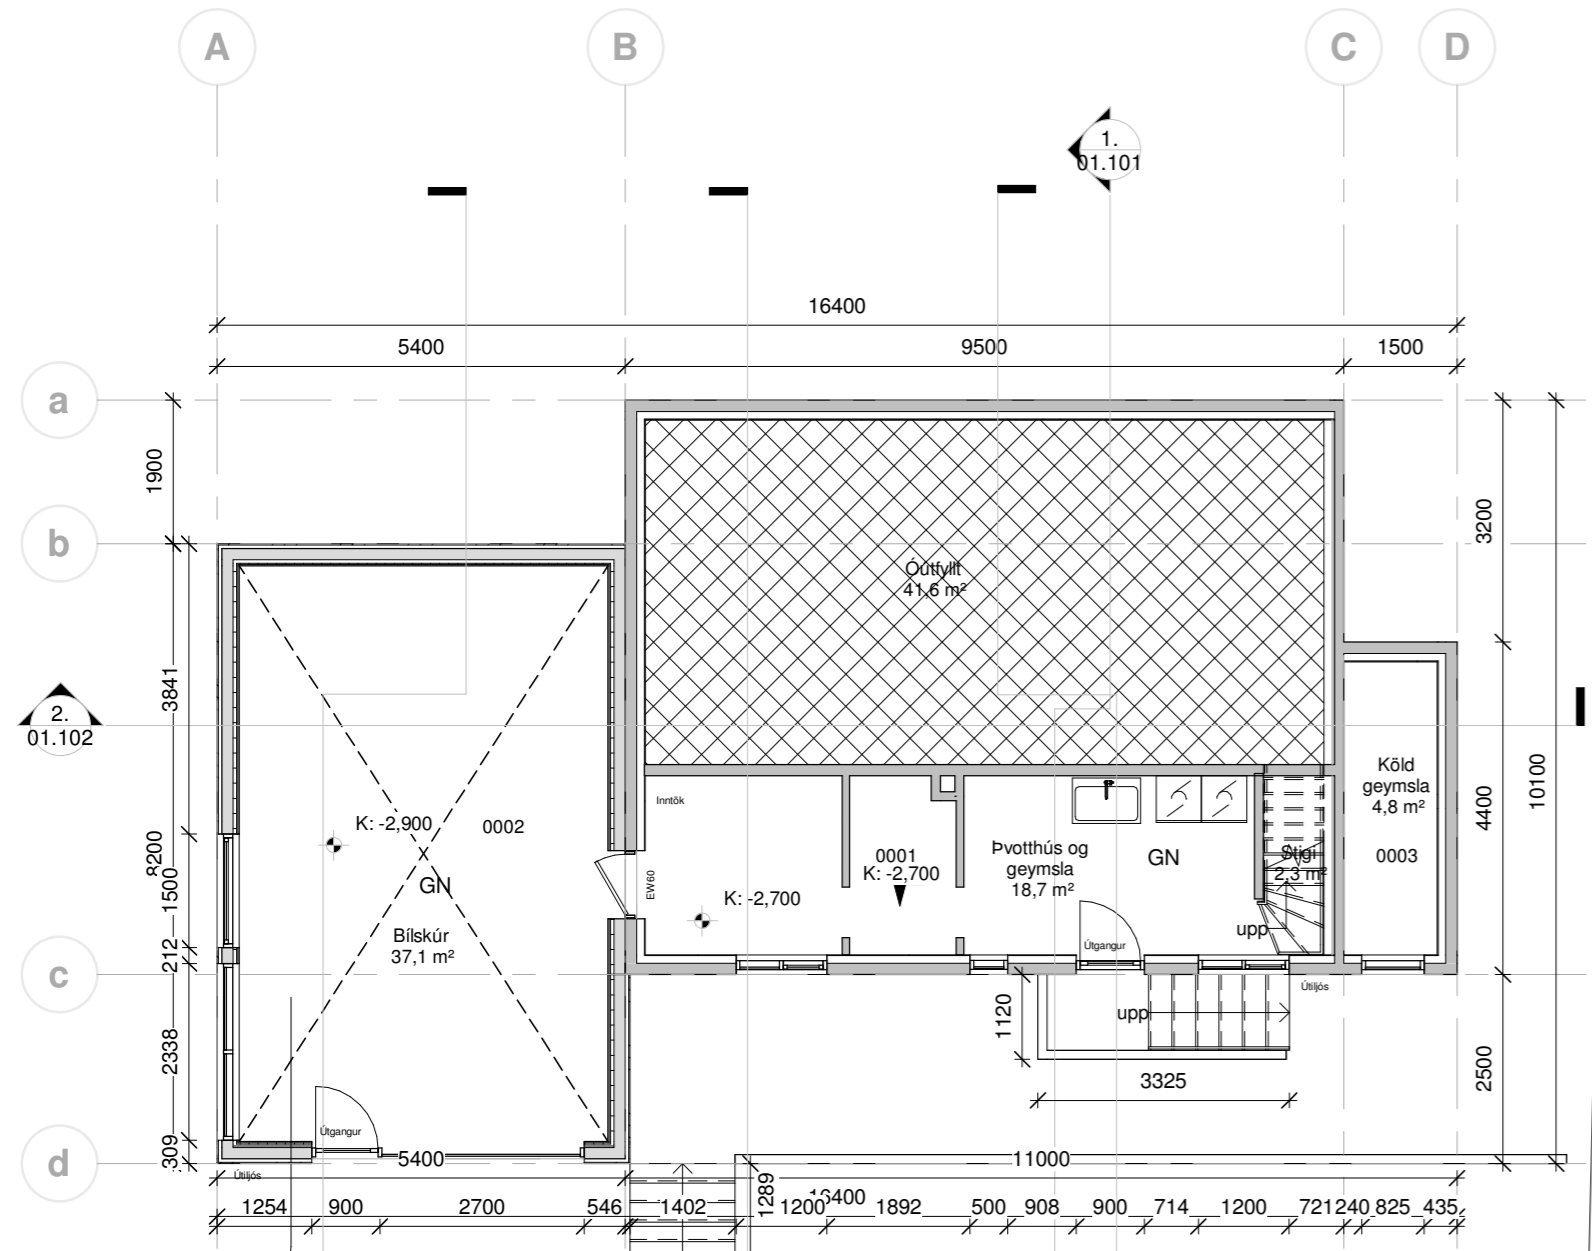 A
B
C
D
1.
01.101
16400
5400
9500
1500
a
1900
b
3200
Óútfyllt
41,6 m²
3841
2.
01.102
10100
Köld
geymsla
4,8 m²
4400
Inntök
K: -2,900
0002
8200
0001
K: -2,700
Þvotthús og
geymsla
18,7 m²
GN
Stigi
2,3 m²
0003
GN
1500
EW60
K: -2,700
Bílskúr
37,1 m²
upp
Útgangur
212
c
Útiljós
1120
upp
2338
3325
2500
Útgangur
309
d
5400
11000
Útiljós
1289
16400
1254
900
2700
546
1402
1200
1892
500
908
900
714
1200
721
240
825
435